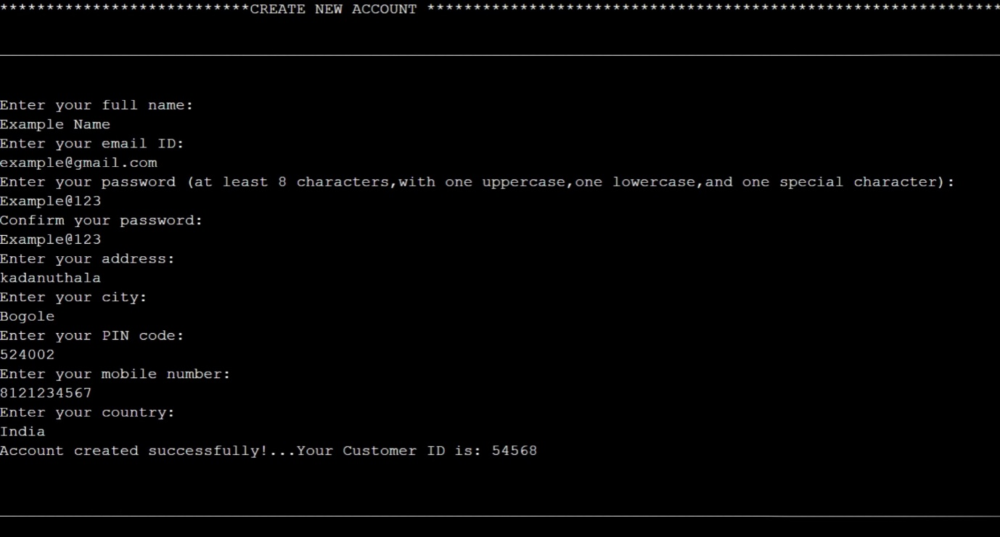 ***************************CREATE NEW ACCOUNT **************************************************************
Enter your full name:
Example Name
Enter your email ID:
example@gmail.com
Enter your password (at least 8 characters,with one uppercase,one lowercase,and one special character):
Example@123
Confirm your password:
Example@123
Enter your address:
kadanuthala
Enter your city:
Bogole
Enter your PIN code:
524002
Enter your mobile number:
8121234567
Enter your country:
India
Account created successfully!...Your Customer ID is: 54568